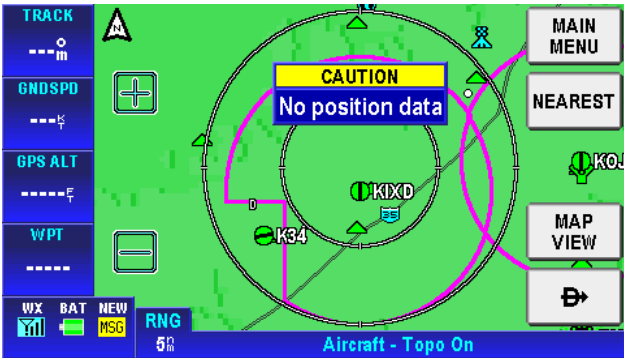 TRACK
---°m
GNDSPD
---KT
GPS ALT
-----FT
WPT
-----
WX BAT NEW
MSG
RNG
5nm
CAUTION
No position data
KIXD
35
K34
D
KOJ
MAIN
MENU
NEAREST
MAP
VIEW
D
Aircraft - Topo On